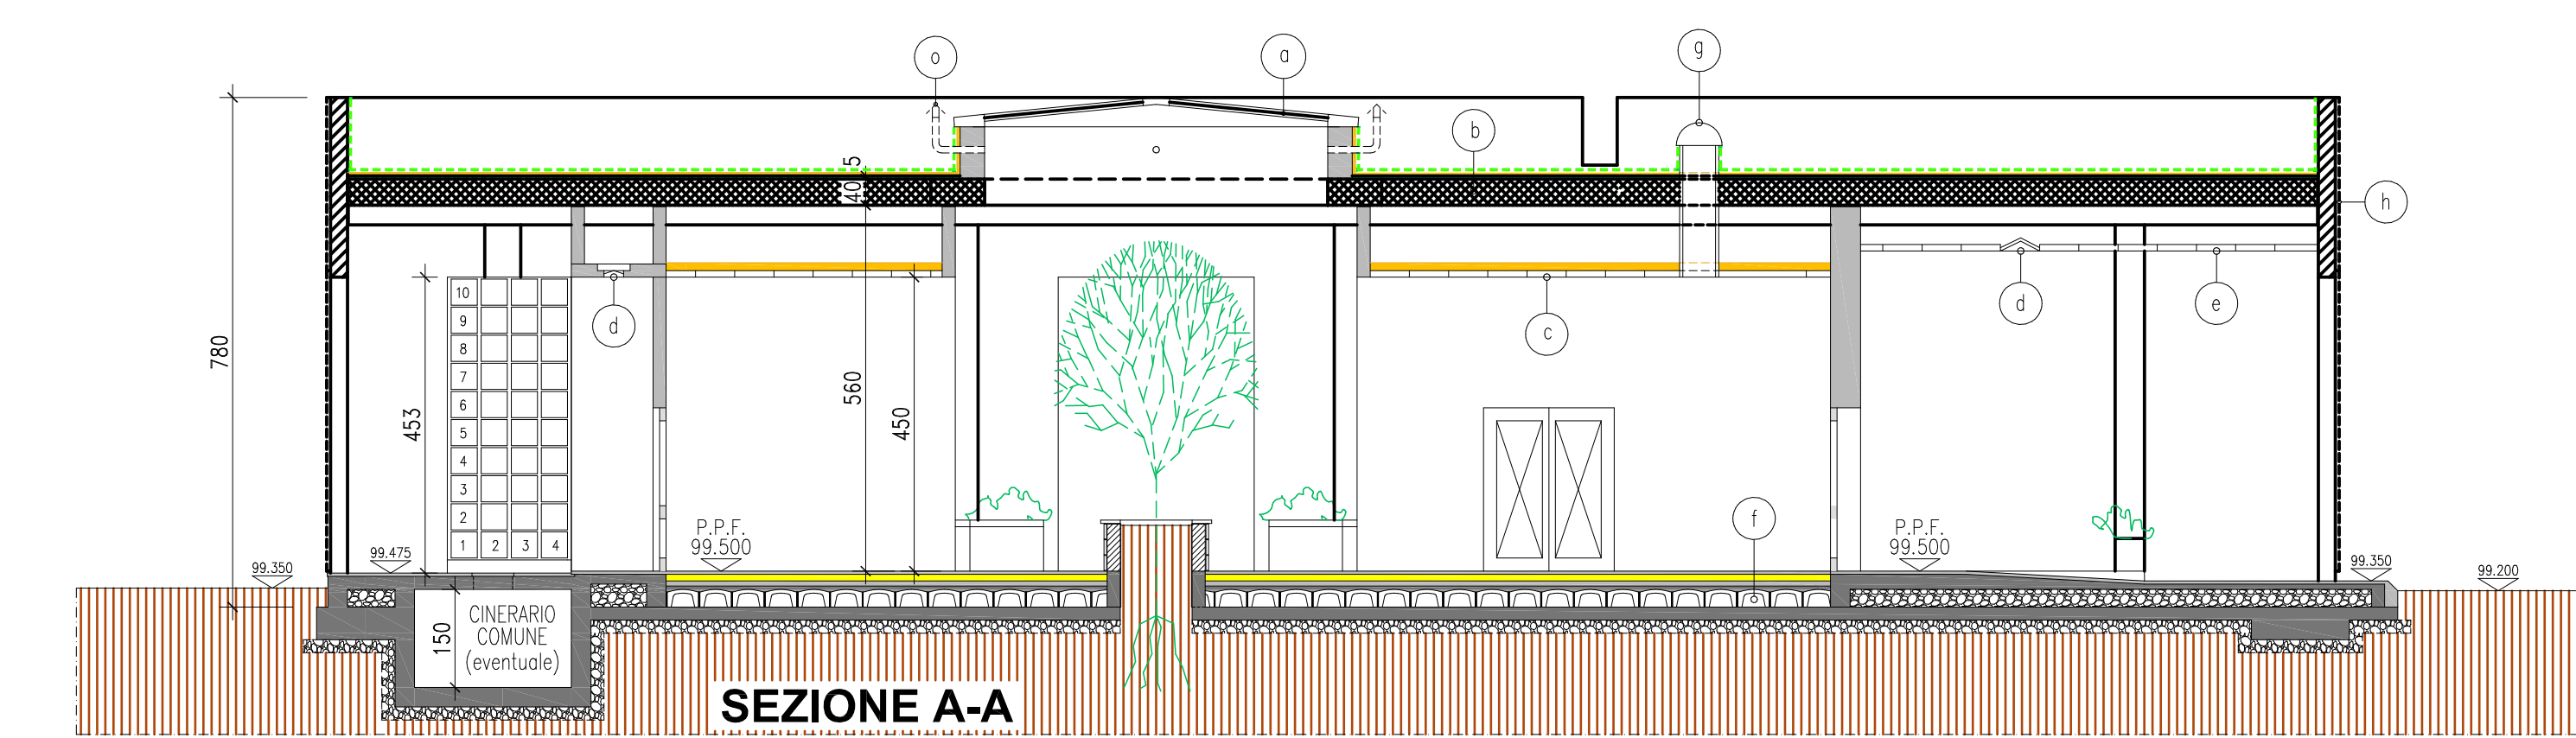 o
a
g
b
h
5
40
780
d
c
d
e
10
9
8
7
6
5
4
3
2
1 2 3 4
453
560
450
f
P.P.F.
99.500
P.P.F.
99.500
99.475
99.350
99.350
99.200
150
CINERARIO
COMUNE
(eventuale)
SEZIONE A-A